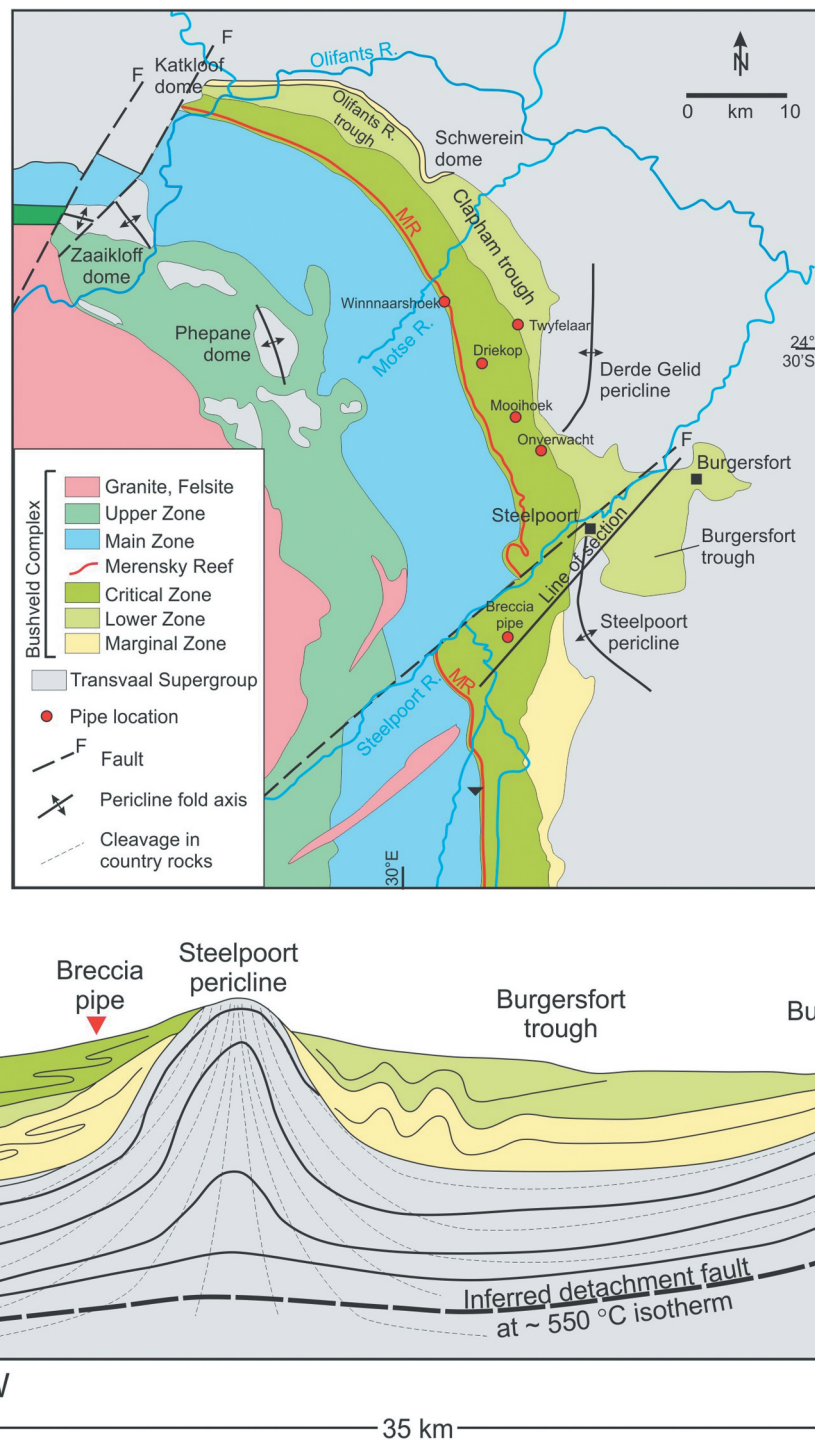 F
Olifants R.
N
F
Katkloof
dome
0 km 10
Olifants R.
trough
Schwerein
dome
MR
Clapham trough
Zaaikloff
dome
Winnnaarshoek
Twyfelaar
Phepane
dome
Motse R.
Driekop
24°
30'S
Derde Gelid
pericline
Mooihoek
Onverwacht
F
Burgersfort
Steelpoort
Line of section
Burgersfort
trough
Breccia
pipe
Steelpoort
pericline
MR
Steelpoort R.
30°E
Bushveld Complex
Granite, Felsite
Upper Zone
Main Zone
Merensky Reef
Critical Zone
Lower Zone
Marginal Zone
Transvaal Supergroup
Pipe location
F
Fault
Pericline fold axis
Cleavage in
country rocks
Breccia
pipe
Steelpoort
pericline
Burgersfort
trough
Bu
Inferred detachment fault
at ~ 550 °C isotherm
35 km